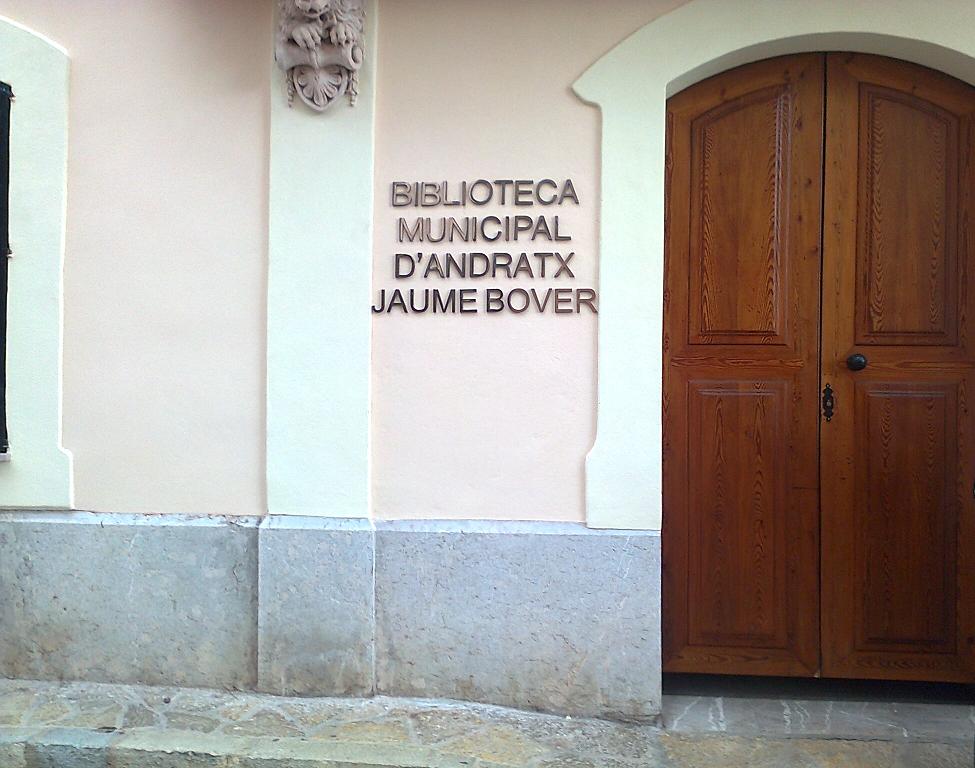 BIBLIOTECA
MUNICIPAL
D'ANDRATX
JAUME BOVER